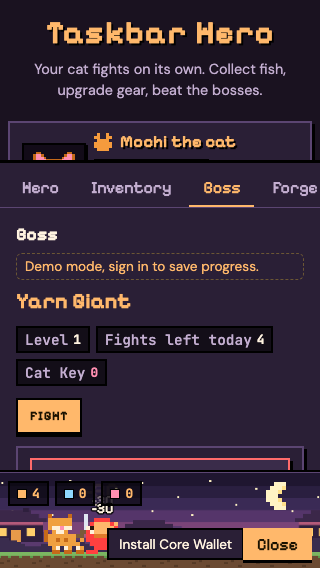 Taskbar Hero
Your cat fights on its own. Collect fish,
upgrade gear, beat the bosses.
Mochi the cat
Hero Inventory Boss Forge
Boss
Demo mode, sign in to save progress.
Yarn Giant
Level 1 Fights left today 4
Cat Key 0
FIGHT
4 0 0
-30
Install Core Wallet Close